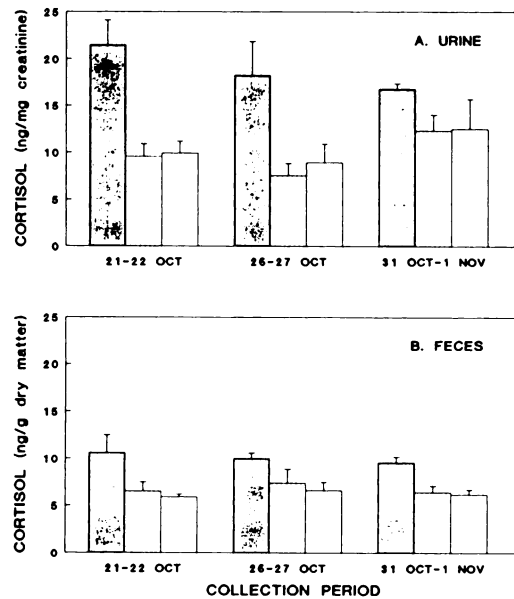 A. URINE
CORTISOL (ng/mg creatinine)
25
20
15
10
5
0
21-22 OCT
26-27 OCT
31 OCT-1 NOV
B. FECES
CORTISOL (ng/g dry matter)
25
20
15
10
5
0
21-22 OCT
26-27 OCT
31 OCT-1 NOV
COLLECTION PERIOD